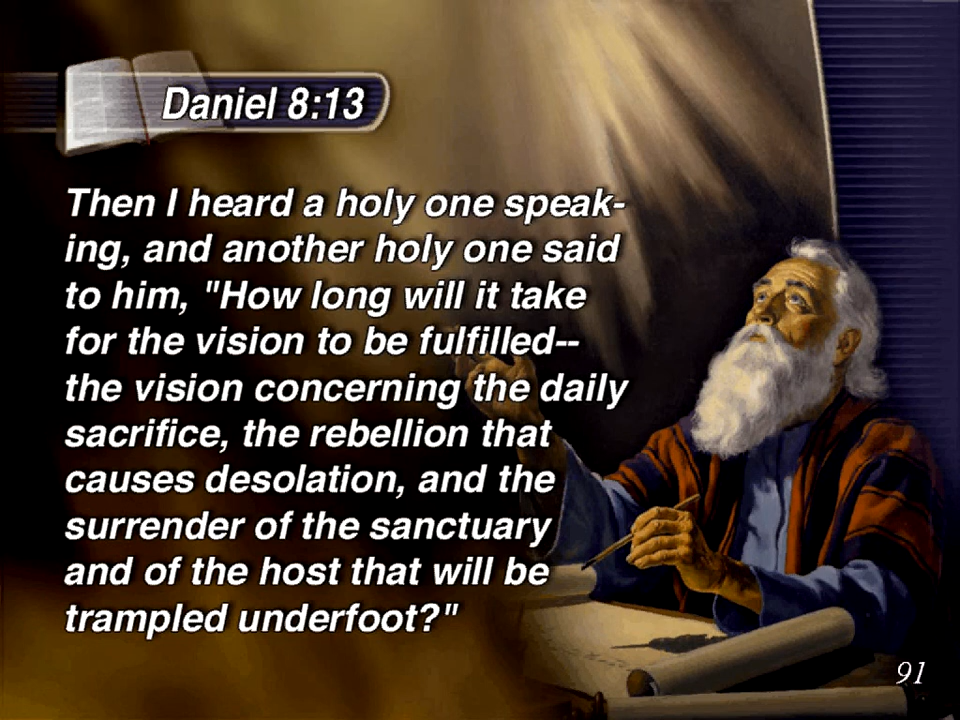 Daniel 8:13
Then I heard a holy one speak-
ing, and another holy one said
to him, "How long will it take
for the vision to be fulfilled--
the vision concerning the daily
sacrifice, the rebellion that
causes desolation, and the
surrender of the sanctuary
and of the host that will be
trampled underfoot?"
91